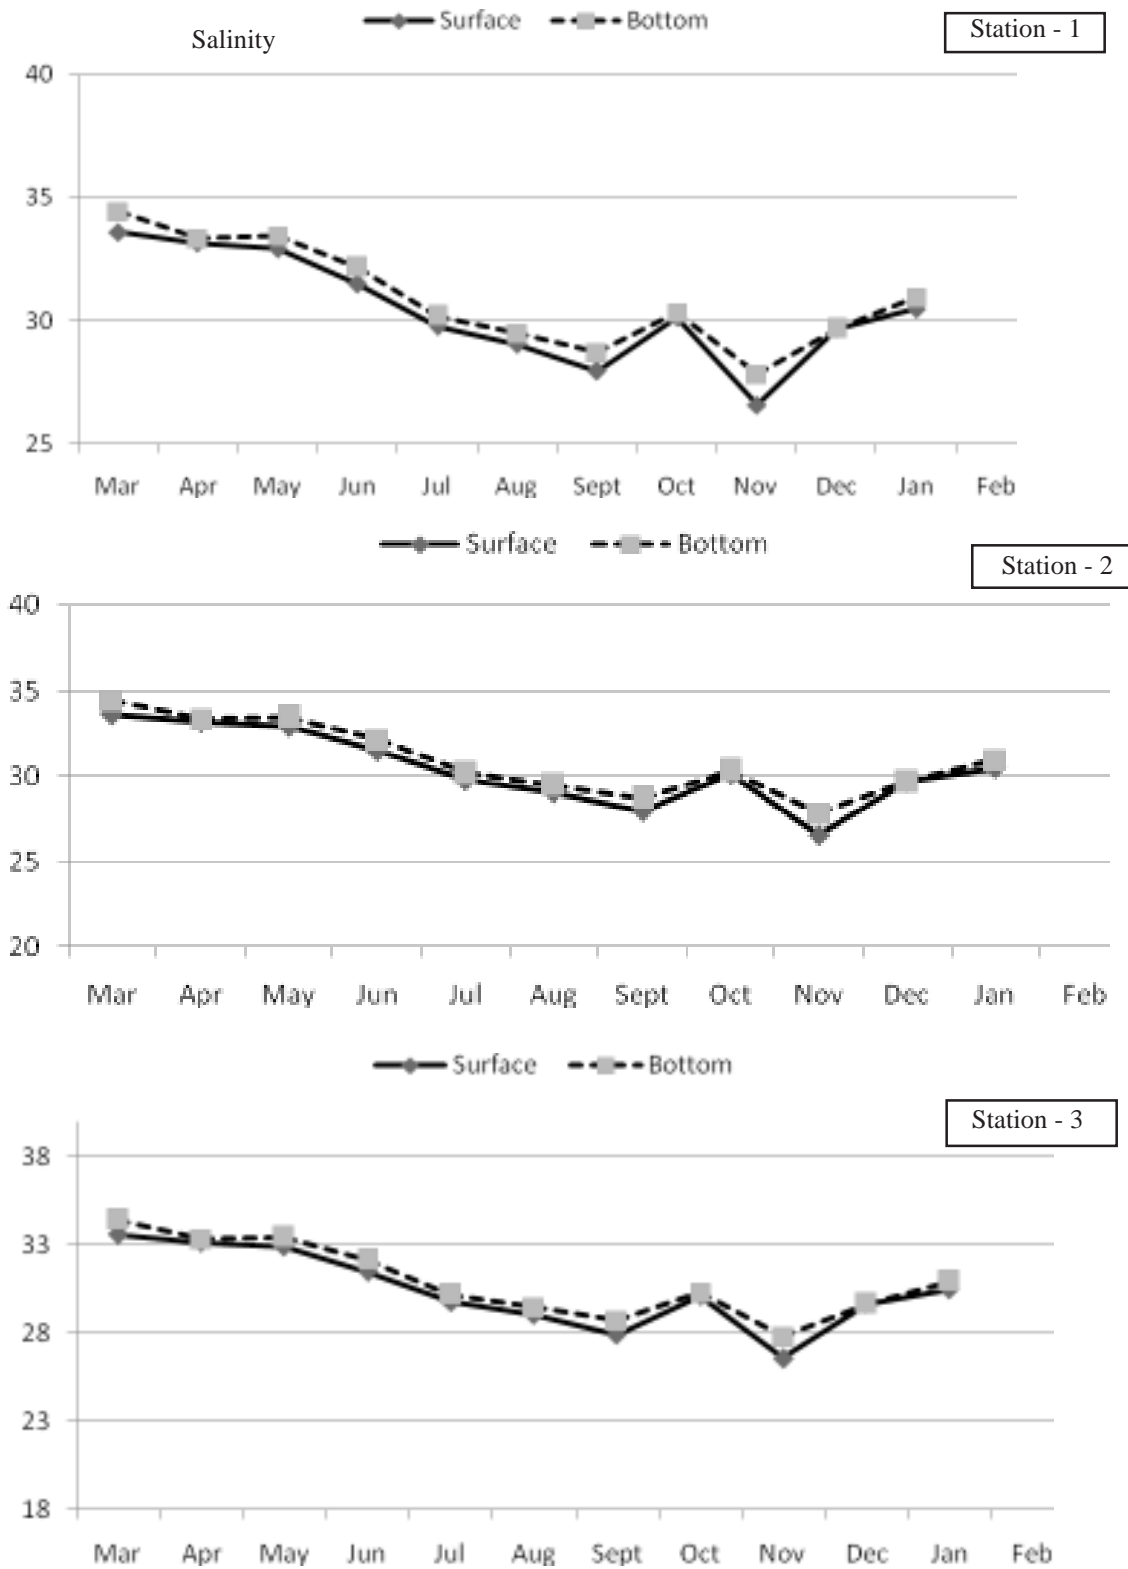 Surface Bottom Station - 1
Salinity
40
35
30
25
Mar Apr May Jun Jul Aug Sept Oct Nov Dec Jan Feb
Surface Bottom
Station - 2
40
35
30
25
20
Mar Apr May Jun Jul Aug Sept Oct Nov Dec Jan Feb
Surface Bottom
Station - 3
38
33
28
23
18
Mar Apr May Jun Jul Aug Sept Oct Nov Dec Jan Feb